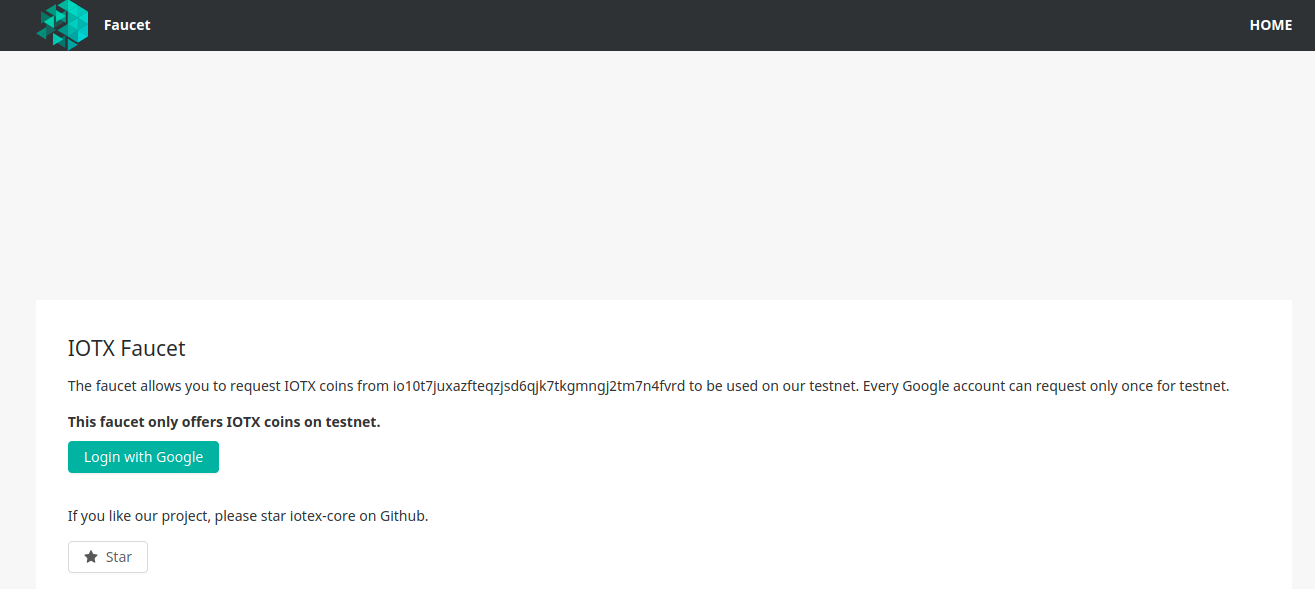 Faucet
HOME
IOTX Faucet
The faucet allows you to request IOTX coins from io10t7juxazfteqzjsd6qjk7tkgmngj2tm7n4fvrd to be used on our testnet. Every Google account can request only once for testnet.
This faucet only offers IOTX coins on testnet.
Login with Google
If you like our project, please star iotex-core on Github.
Star